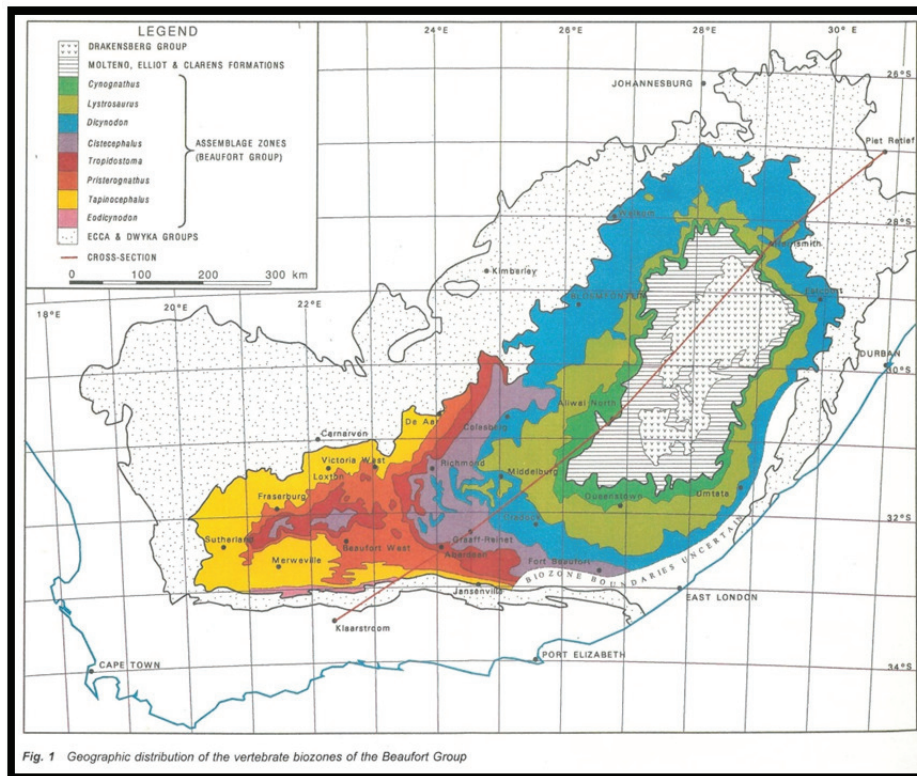 LEGEND
DRAKENSBERG GROUP
MOLTENO, ELLIOT & CLARENS FORMATIONS
Cynognathus
Lystrosaurus
Dicynodon
Cistecephalus
Tropidostoma
Pristerognathus
Tapinocephalus
Eodicynodon
ASSEMBLAGE ZONES
(BEAUFORT GROUP)
ECCA & DWYKA GROUPS
CROSS-SECTION
0 100 200 300 km
24°E 26°E 28°E 30°E
26°S
JOHANNESBURG
Piet Retief
28°S
Welkom
Harrismith
Kimberley
18°E 20°E 22°E
BLOEMFONTEIN
Estcourt
DURBAN
30°S
Aliwal North
De Aar
Colesberg
Carnarvon
Victoria West
Richmond
Loxton
Middelburg
Fraserburg
Queenstown
Umtata
Cradock
32°S
Sutherland
Beaufort West
Graaff-Reinet
Aberdeen
Merweville
Fort Beaufort
BIOZONE BOUNDARIES UNCERTAIN
Jansenville
EAST LONDON
Klaarstroom
CAPE TOWN
PORT ELIZABETH
34°S
Fig. 1 Geographic distribution of the vertebrate biozones of the Beaufort Group